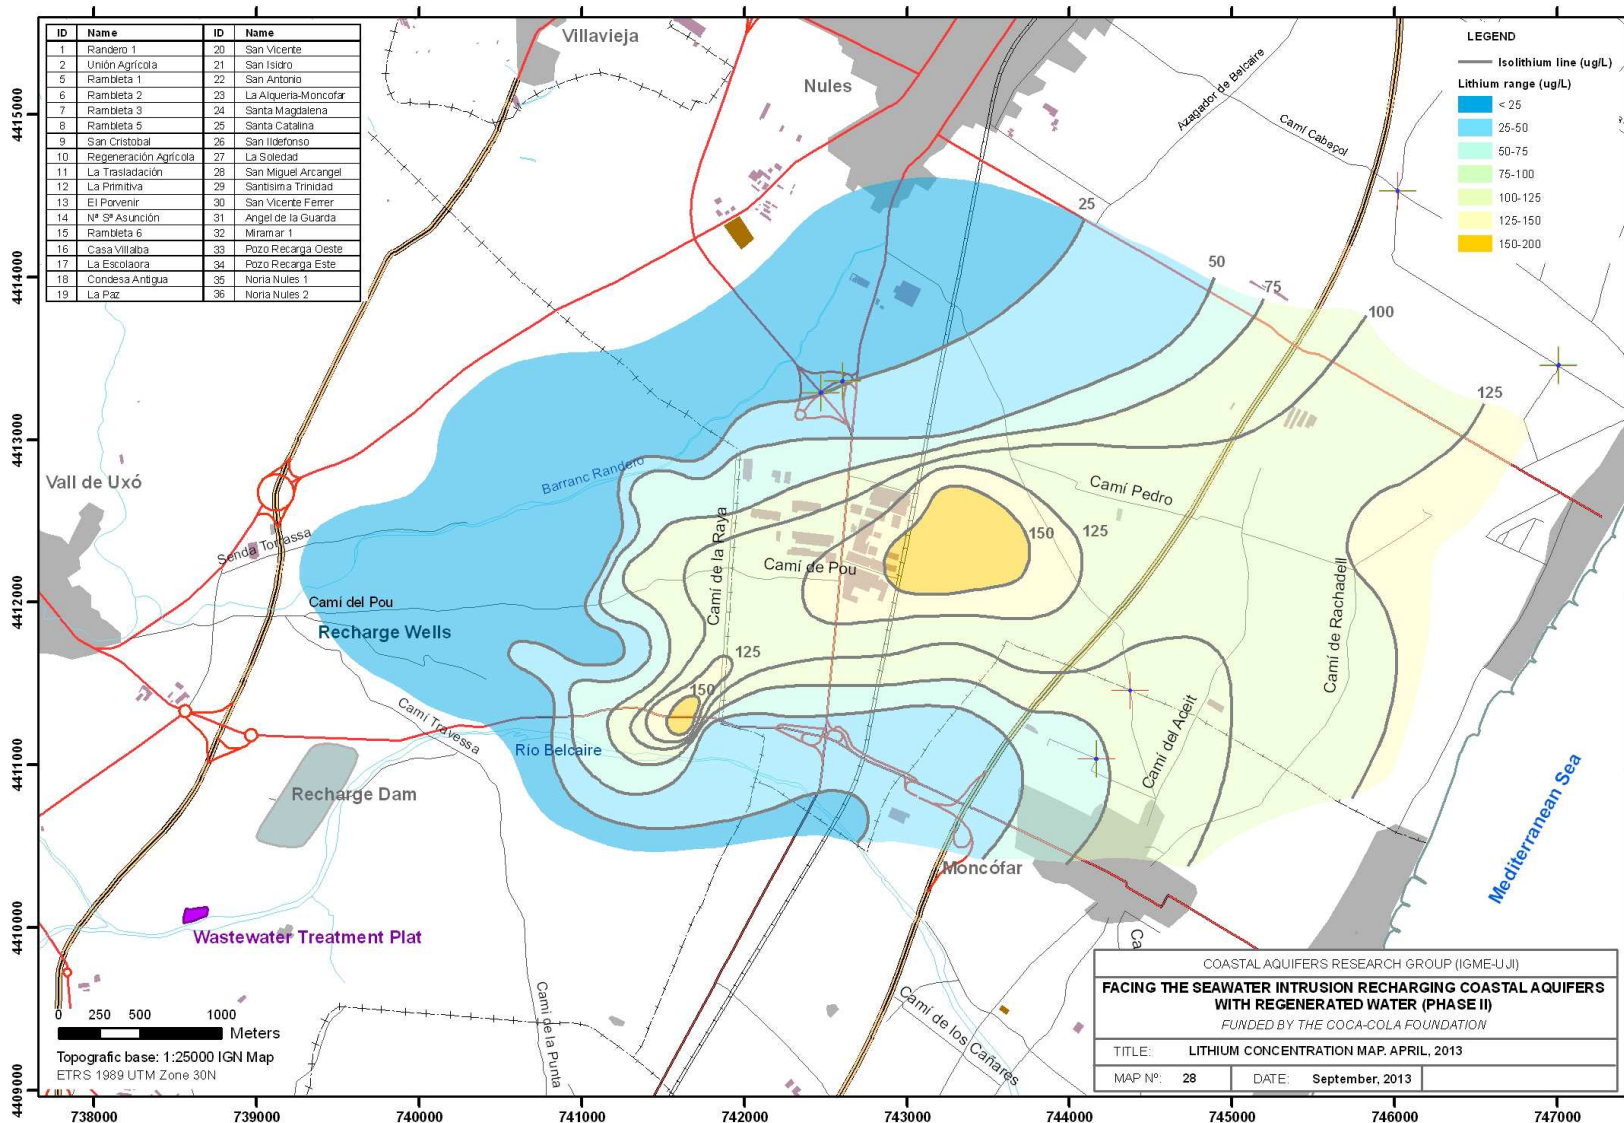 ID Name ID Name
1 Randero 1 20 San Vicente
2 Unión Agrícola 21 San Isidro
5 Rambleta 1 22 San Antonio
6 Rambleta 2 23 La Alqueria-Moncofar
7 Rambleta 3 24 Santa Magdalena
8 Rambleta 5 25 Santa Catalina
9 San Cristobal 26 San Ildefonso
10 Regeneración Agrícola 27 La Soledad
11 La Trasladación 28 San Miguel Arcangel
12 La Primitiva 29 Santisima Trinidad
13 El Porvenir 30 San Vicente Ferrer
14 Nª Sª Asunción 31 Angel de la Guarda
15 Rambleta 6 32 Miramar 1
16 Casa Villalba 33 Pozo Recarga Oeste
17 La Escolaora 34 Pozo Recarga Este
18 Condesa Antigua 35 Noria Nules 1
19 La Paz 36 Noria Nules 2
LEGEND
Isolithium line (ug/L)
Lithium range (ug/L)
< 25
25-50
50-75
75-100
100-125
125-150
150-200
Villavieja
Nules
Azagador de Belcaire
Camí Cabeçol
25
50
75
100
125
Vall de Uxó
Barranc Randero
Senda Torrassa
Camí Pedro
150
125
Camí de la Raya
Camí de Pou
Camí del Pou
Recharge Wells
Camí de Rachadell
125
150
Camí Travessa
Río Belcaire
Camí del Aceit
Recharge Dam
Mediterranean Sea
Moncófar
Wastewater Treatment Plat
Ca
Camí de la Punta
Camí de los Cañares
0 250 500 1000
Meters
Topografic base: 1:25000 IGN Map
ETRS 1989 UTM Zone 30N
COASTAL AQUIFERS RESEARCH GROUP (IGME-UJI)
FACING THE SEAWATER INTRUSION RECHARGING COASTAL AQUIFERS
WITH REGENERATED WATER (PHASE II)
FUNDED BY THE COCA-COLA FOUNDATION
TITLE: LITHIUM CONCENTRATION MAP. APRIL, 2013
MAP Nº: 28 DATE: September, 2013
4415000
4414000
4413000
4412000
4411000
4410000
4409000
738000 739000 740000 741000 742000 743000 744000 745000 746000 747000